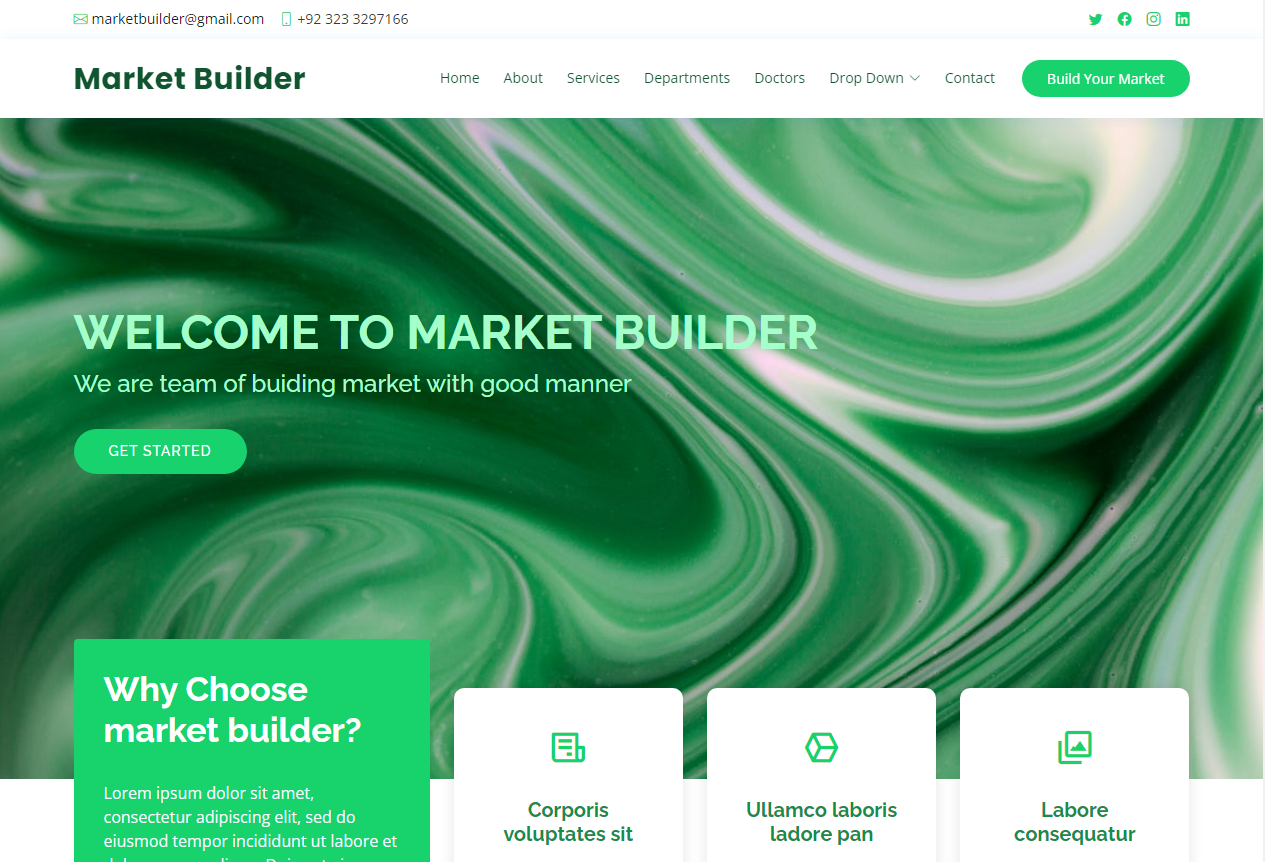 marketbuilder@gmail.com +92 323 3297166
Market Builder
Home About Services Departments Doctors Drop Down Contact Build Your Market
WELCOME TO MARKET BUILDER
We are team of buiding market with good manner
GET STARTED
Why Choose
market builder?
Lorem ipsum dolor sit amet,
consectetur adipiscing elit, sed do
eiusmod tempor incididunt ut labore et
Corporis
voluptates sit
Ullamco laboris
ladore pan
Labore
consequatur